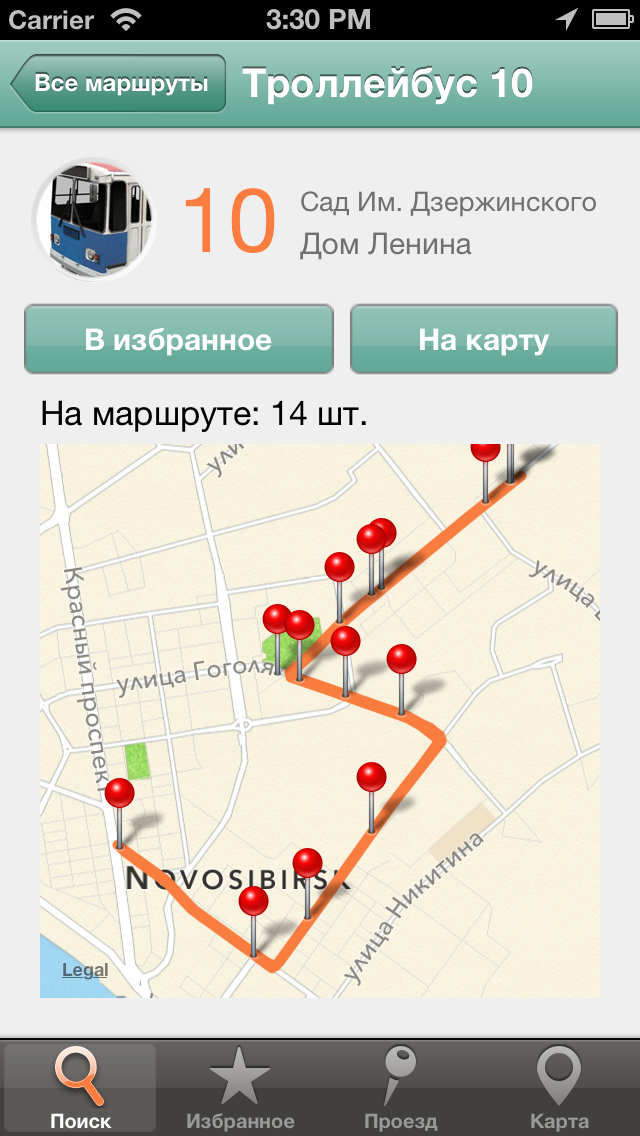 Carrier 3:30 PM
Все маршруты Троллейбус 10
10
Сад Им. Дзержинского
Дом Ленина
В избранное На карту
На маршруте: 14 шт.
Красный проспект
улица Гоголя
улица
NOVOSIBIRSK
улица Никитина
Legal
Поиск Избранное Проезд Карта